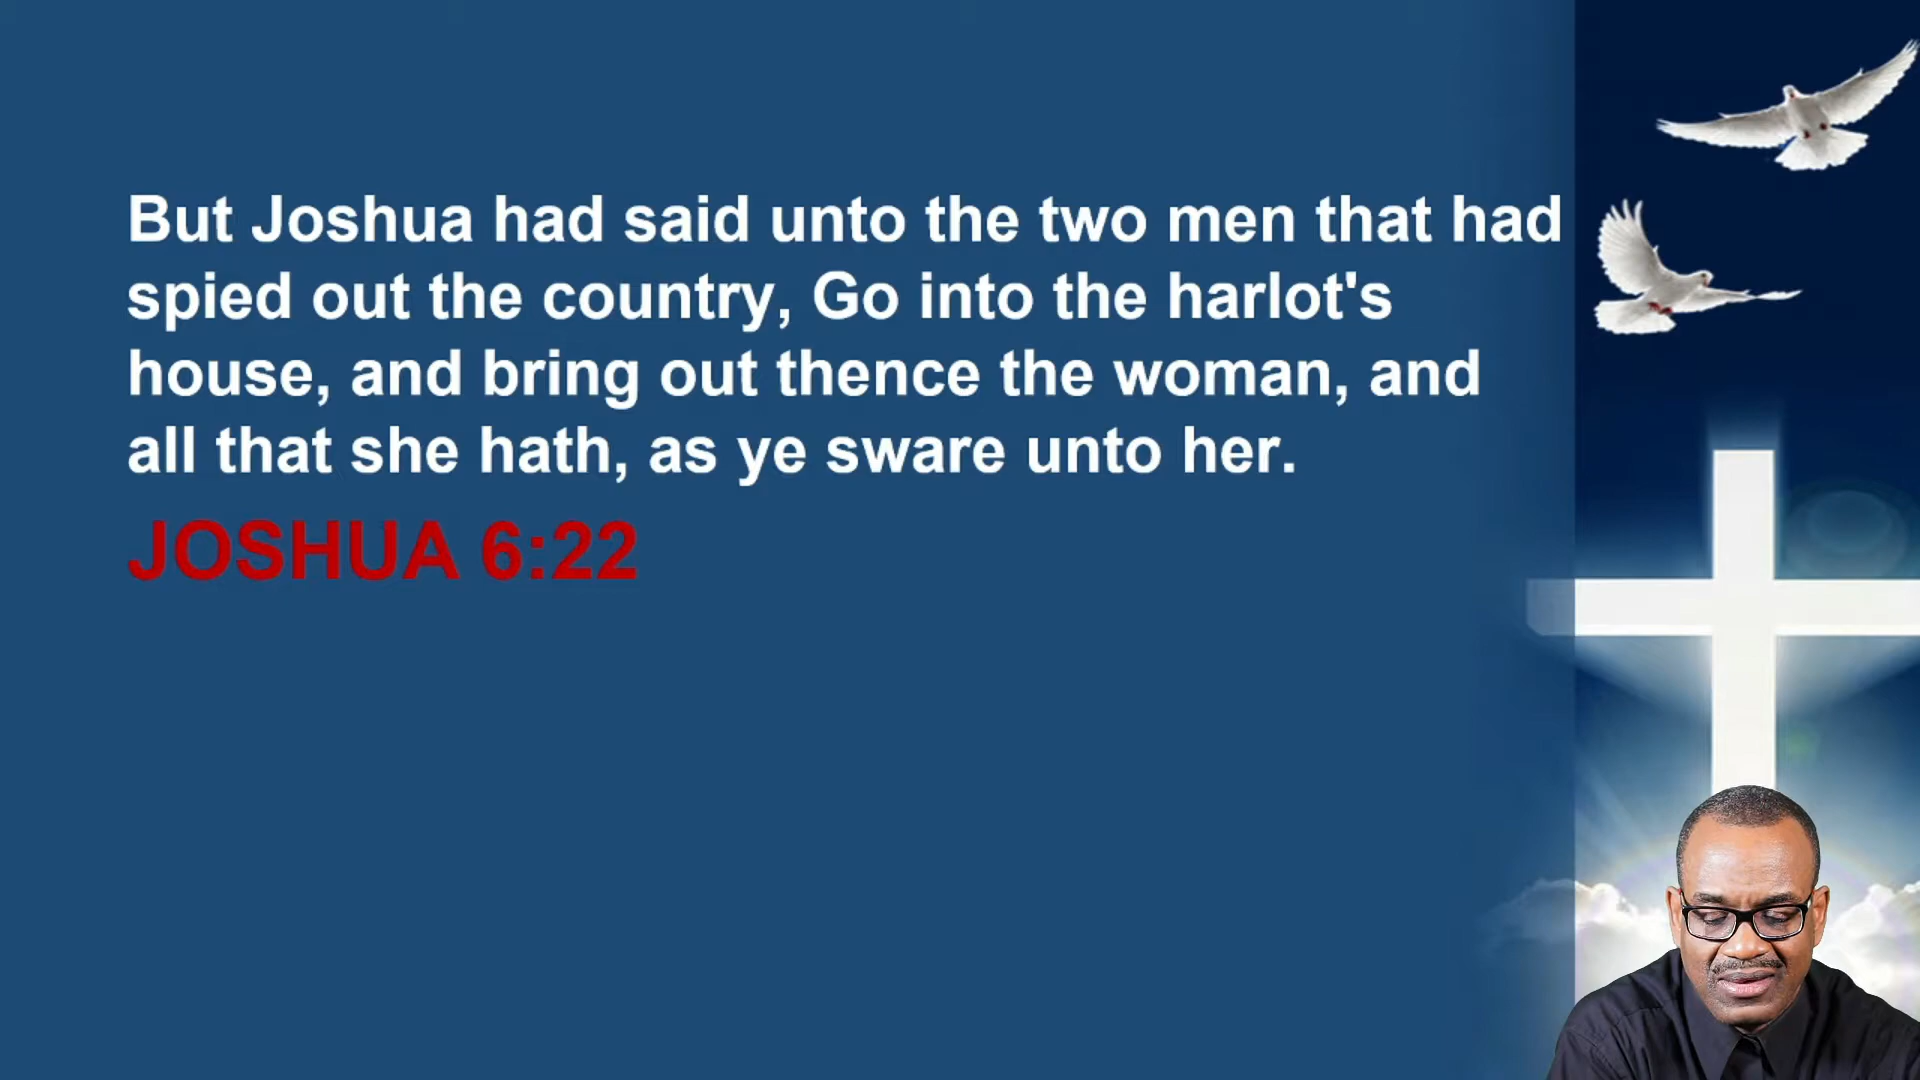 But Joshua had said unto the two men that had
spied out the country, Go into the harlot's
house, and bring out thence the woman, and
all that she hath, as ye sware unto her.
JOSHUA 6:22